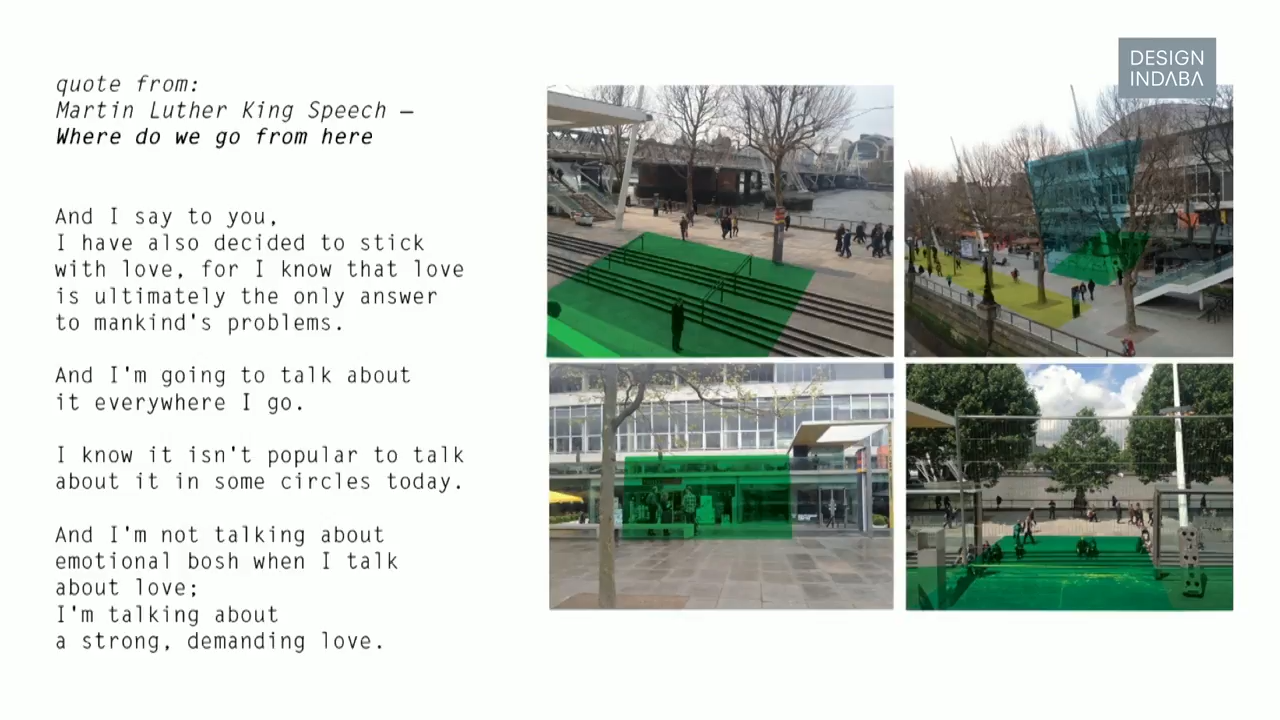 quote from:
Martin Luther King Speech –
Where do we go from here
And I say to you,
I have also decided to stick
with love, for I know that love
is ultimately the only answer
to mankind's problems.
And I'm going to talk about
it everywhere I go.
I know it isn't popular to talk
about it in some circles today.
And I'm not talking about
emotional bosh when I talk
about love;
I'm talking about
a strong, demanding love.
DESIGN
INDABA